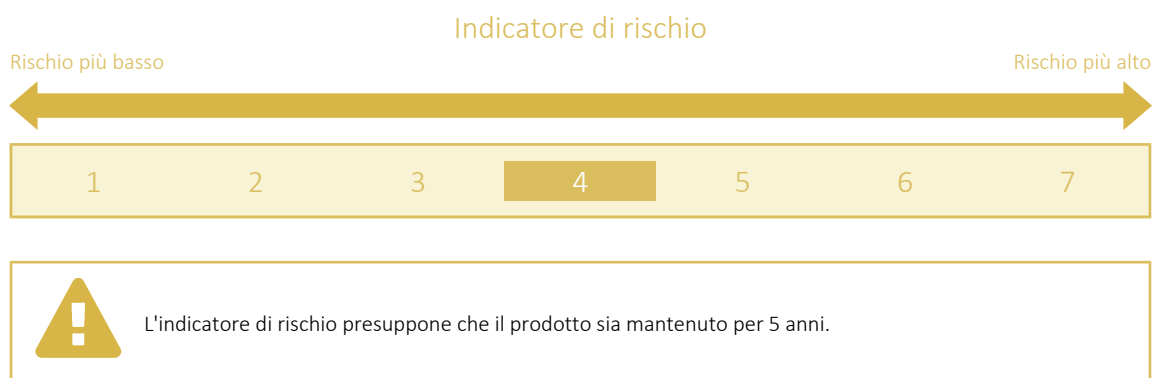 Indicatore di rischio
Rischio più basso Rischio più alto
1 2 3 4 5 6 7
L'indicatore di rischio presuppone che il prodotto sia mantenuto per 5 anni.